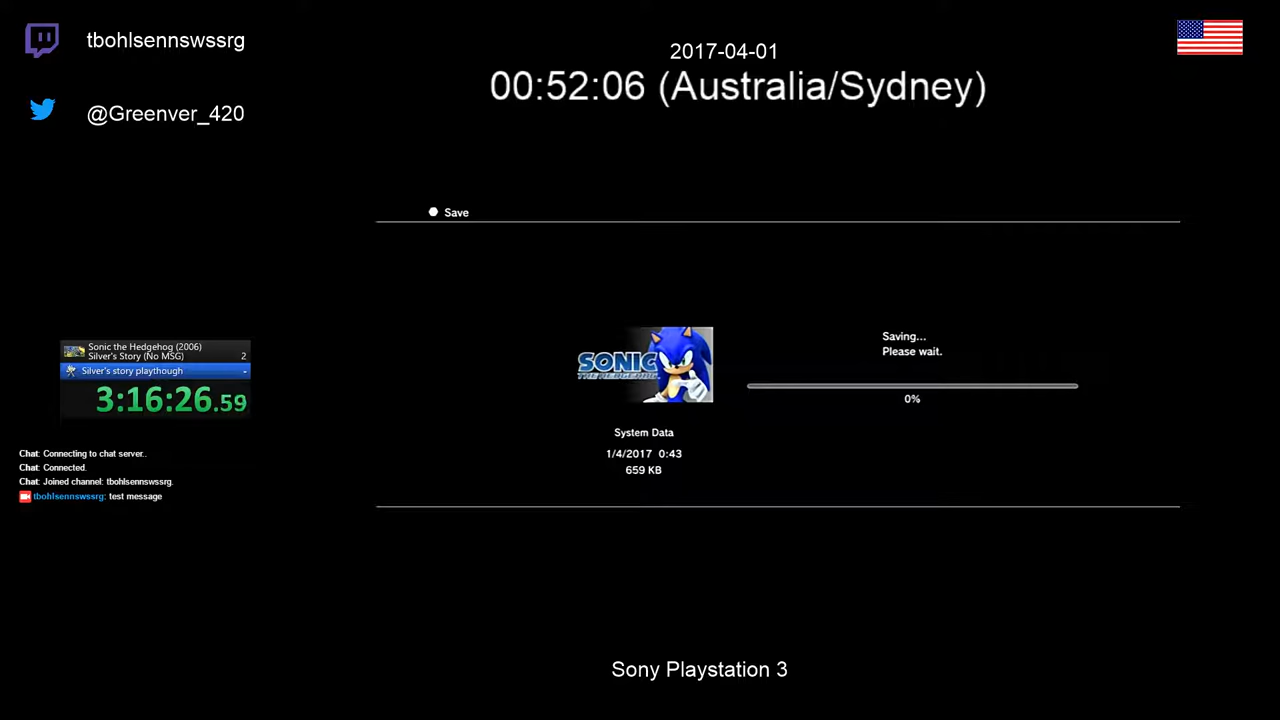 tbohlsennswssrg
@Greenver_420
2017-04-01
00:52:06 (Australia/Sydney)
Save
SONIC
THE HEDGEHOG
Saving...
Please wait.
0%
System Data
1/4/2017 0:43
659 KB
Sonic the Hedgehog (2006)
Silver's Story (No MSG) 2
Silver's story playthough -
3:16:26.59
Chat: Connecting to chat server..
Chat: Connected.
Chat: Joined channel: tbohlsennswssrg.
tbohlsennswssrg: test message
Sony Playstation 3